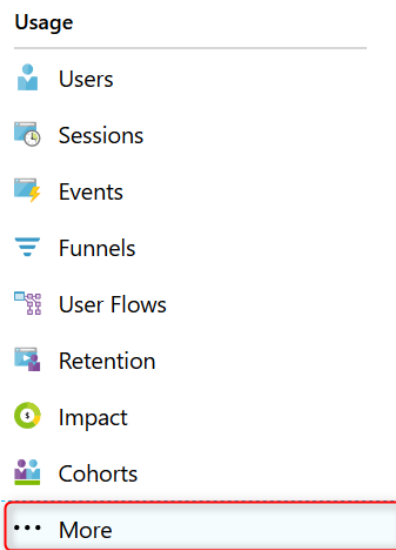 Usage
Users
Sessions
Events
Funnels
User Flows
Retention
Impact
Cohorts
More